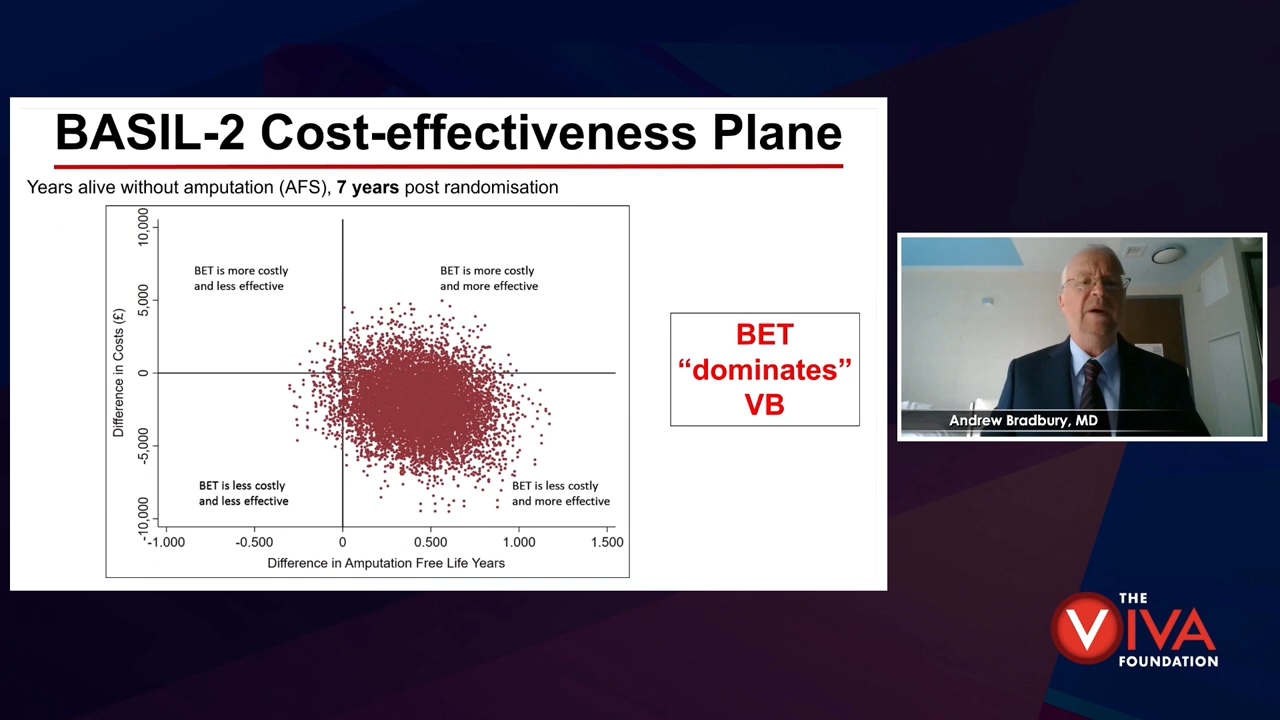 BASIL-2 Cost-effectiveness Plane
Years alive without amputation (AFS), 7 years post randomisation
10,000
5,000
0
-5,000
-10,000
Difference in Costs (£)
BET is more costly
and less effective
BET is more costly
and more effective
BET is less costly
and less effective
BET is less costly
and more effective
-1.000
-0.500
0
0.500
1.000
1.500
Difference in Amputation Free Life Years
BET
“dominates”
VB
Andrew Bradbury, MD
THE
VIVA
FOUNDATION